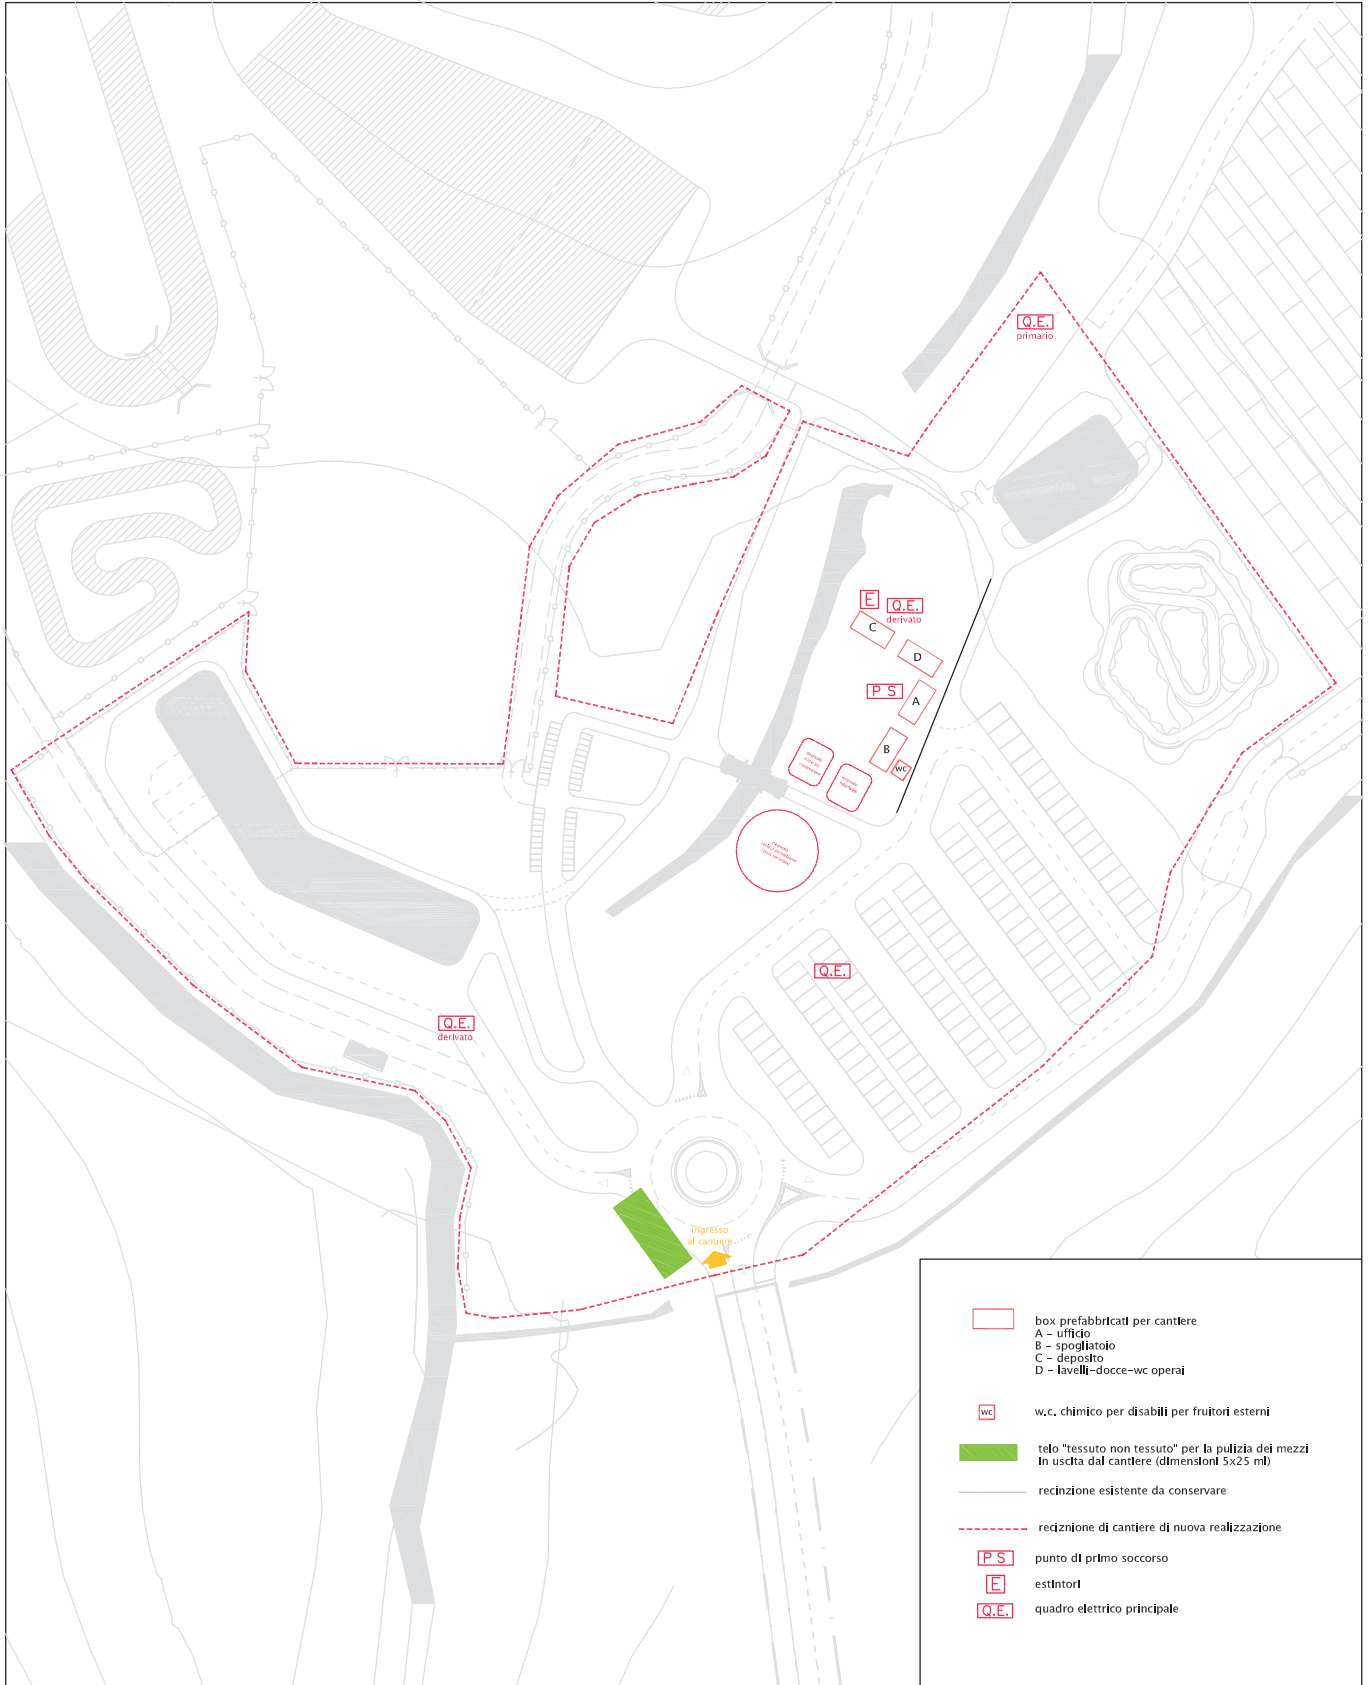 Q.E.
primario
E
Q.E.
derivato
C
D
P S
A
B
wc
Q.E.
Q.E.
derivato
Ingresso
al cantiere
box prefabbricati per cantiere
A - ufficio
B - spogliatoio
C - deposito
D - lavelli-docce-wc operai
wc
w.c. chimico per disabili per fruitori esterni
telo "tessuto non tessuto" per la pulizia dei mezzi
in uscita dal cantiere (dimensioni 5x25 ml)
recinzione esistente da conservare
reciznione di cantiere di nuova realizzazione
P S
punto di primo soccorso
E
estintori
Q.E.
quadro elettrico principale